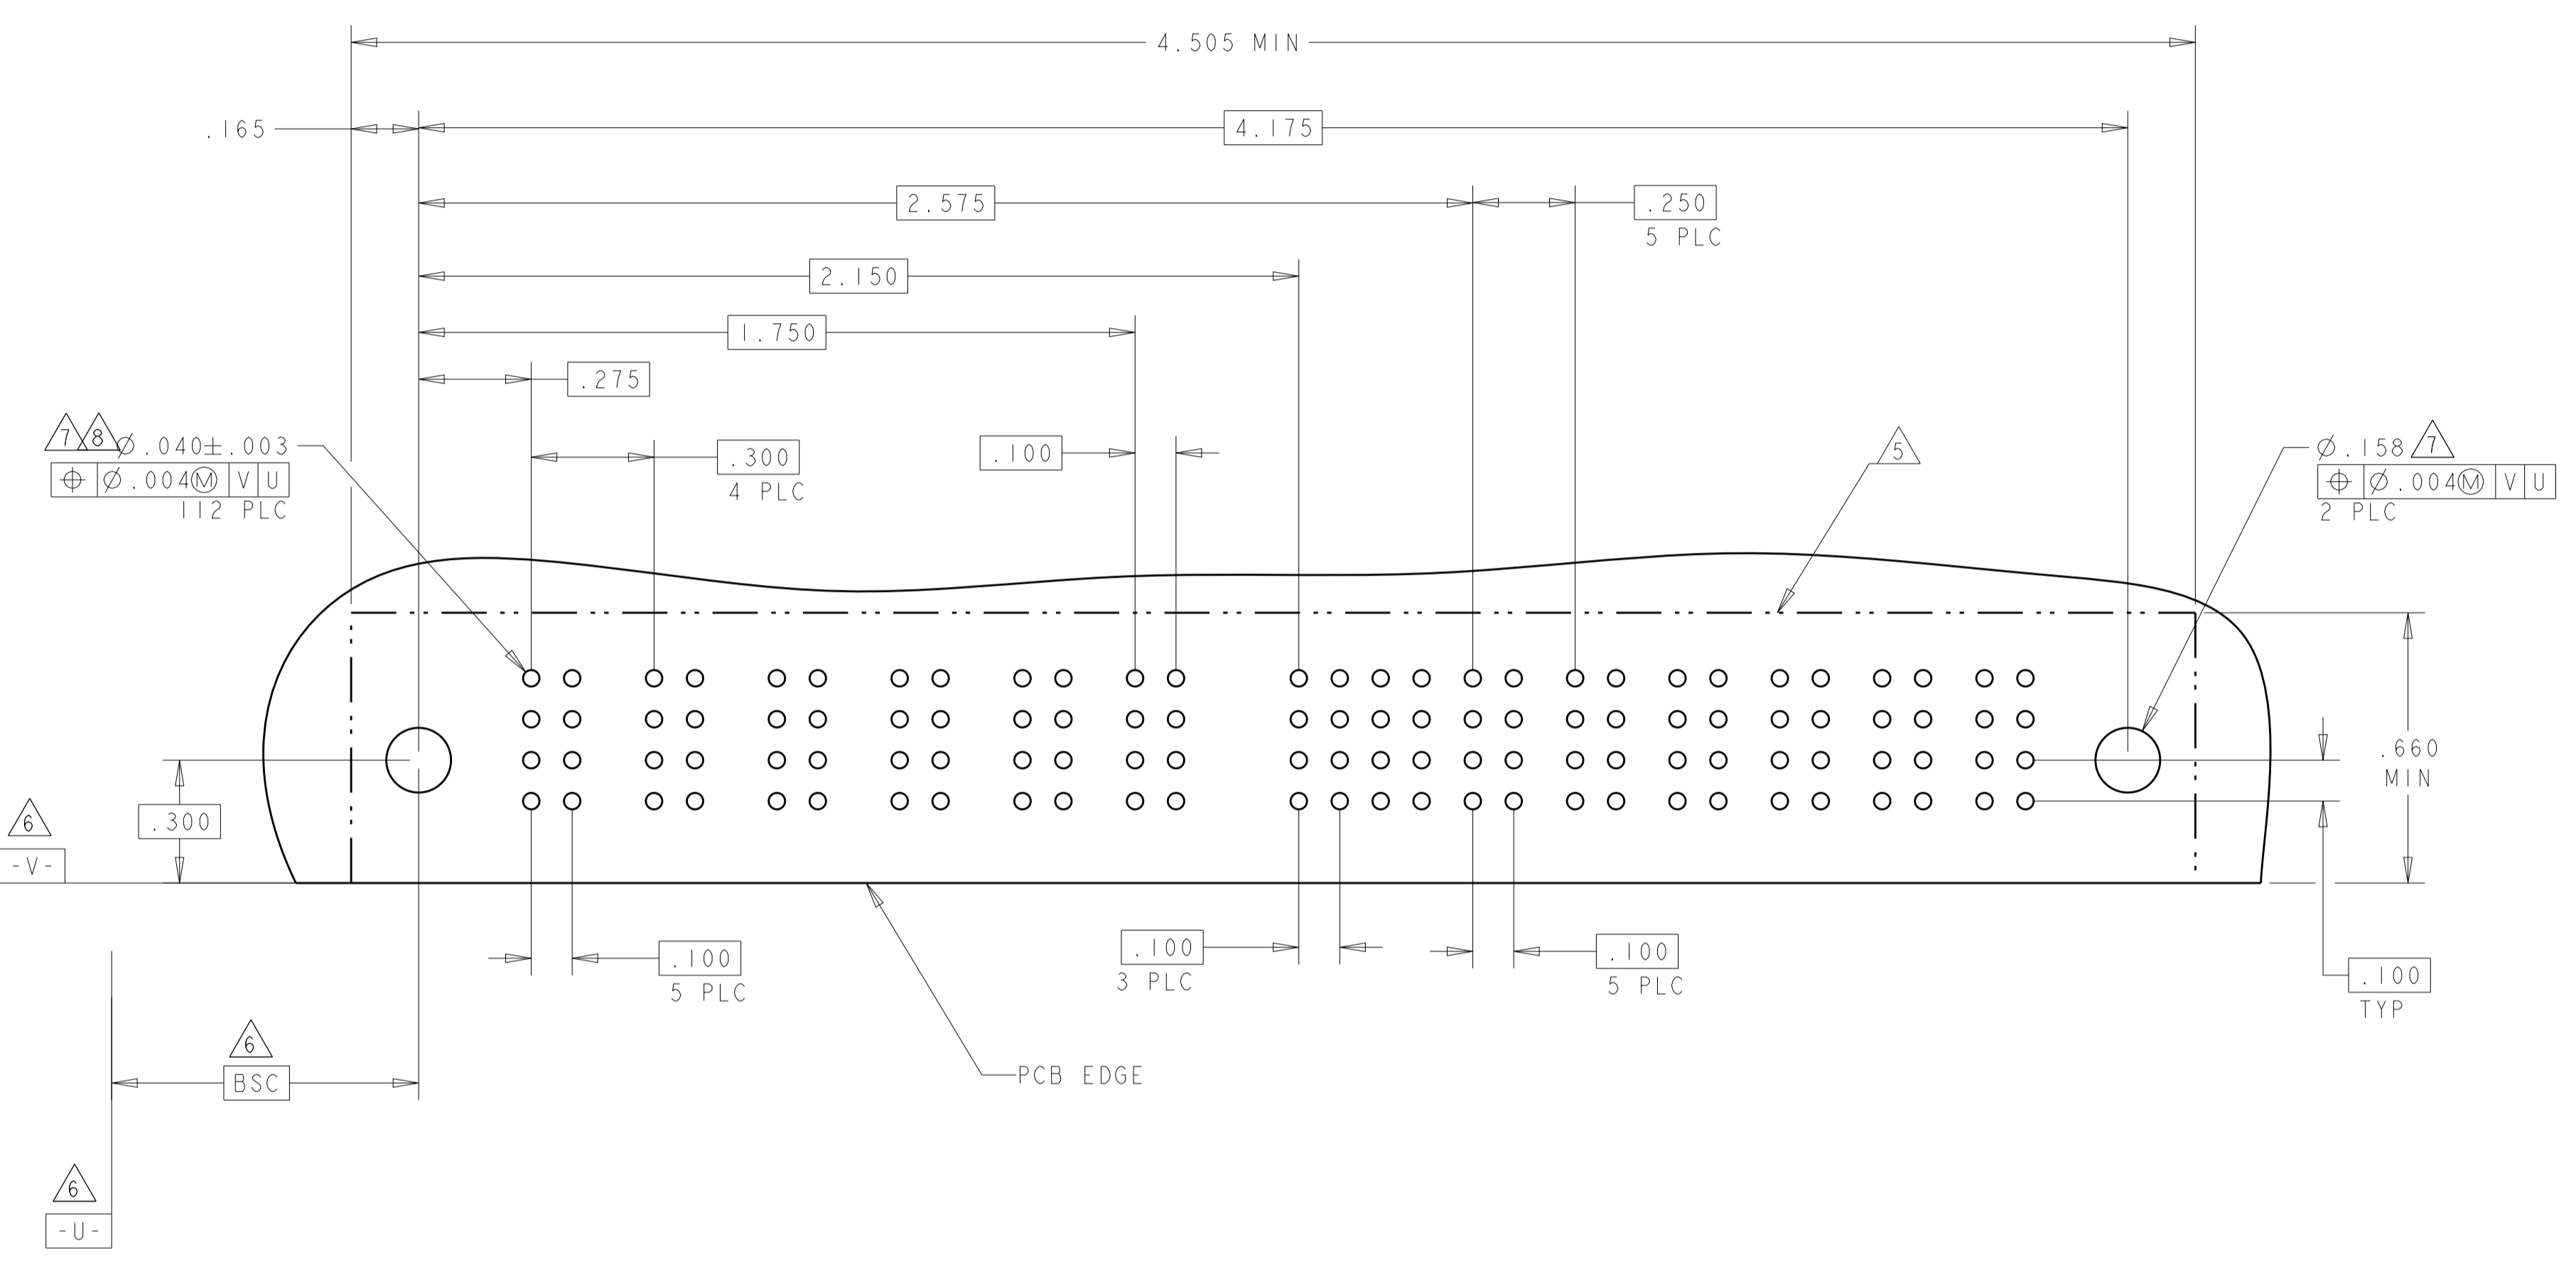 4.505 MIN
.165
4.175
2.575
.250
5 PLC
2.150
1.750
.275
7 8 Ø.040±.003
⌖ Ø.004Ⓜ V U
112 PLC
.300
4 PLC
.100
5
Ø.158 7
⌖ Ø.004Ⓜ V U
2 PLC
.660
MIN
.300
6
-V-
.100
5 PLC
.100
3 PLC
.100
5 PLC
.100
TYP
6
BSC
PCB EDGE
6
-U-